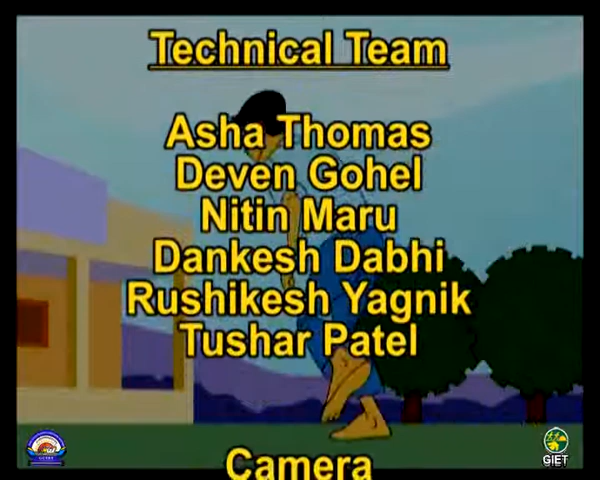 Technical Team
Asha Thomas
Deven Gohel
Nitin Maru
Dankesh Dabhi
Rushikesh Yagnik
Tushar Patel
Camera
GIET